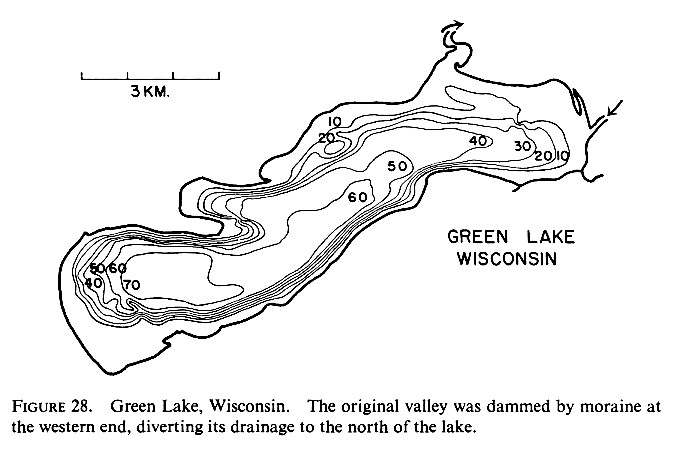 3 KM.
10
20
40
30
20 10
50
60
GREEN LAKE
WISCONSIN
50 60
40 70
FIGURE 28. Green Lake, Wisconsin. The original valley was dammed by moraine at
the western end, diverting its drainage to the north of the lake.